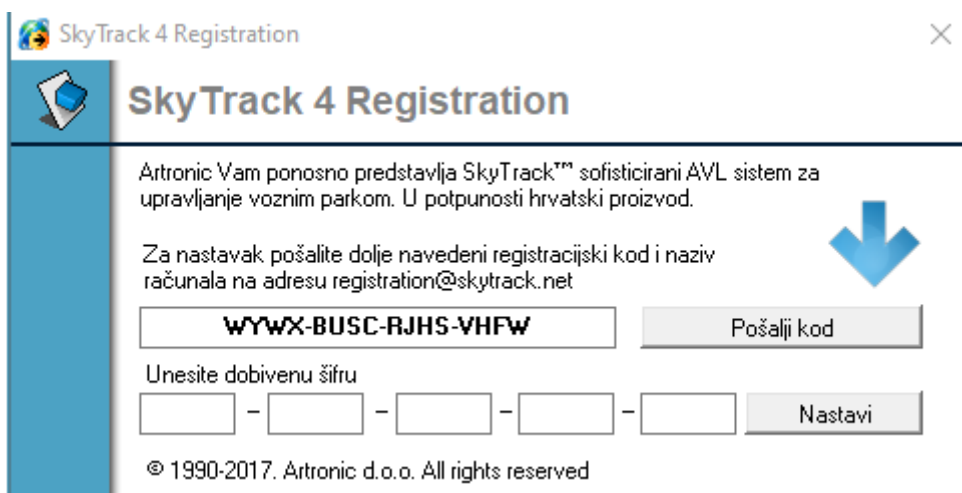 SkyTrack 4 Registration
SkyTrack 4 Registration
Artronic Vam ponosno predstavlja SkyTrack™ sofisticirani AVL sistem za
upravljanje voznim parkom. U potpunosti hrvatski proizvod.
Za nastavak pošalite dolje navedeni registracijski kod i naziv
računala na adresu registration@skytrack.net
WYWX-BUSC-RJHS-VHFW
Pošalji kod
Unesite dobivenu šifru
– – – –
Nastavi
© 1990-2017. Artronic d.o.o. All rights reserved